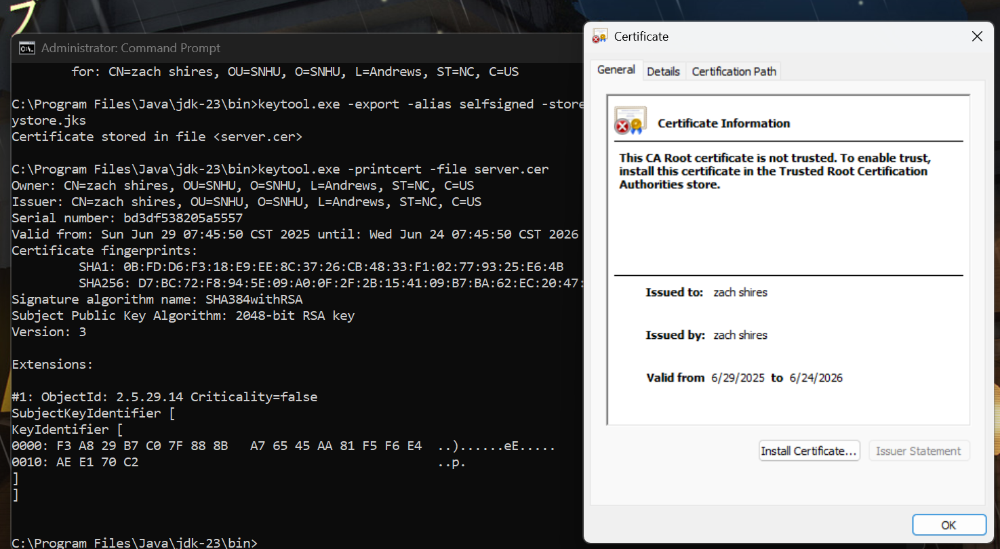 Administrator: Command Prompt
for: CN=zach shires, OU=SNHU, O=SNHU, L=Andrews, ST=NC, C=US
C:\Program Files\Java\jdk-23\bin>keytool.exe -export -alias selfsigned -store
ystore.jks
Certificate stored in file <server.cer>
C:\Program Files\Java\jdk-23\bin>keytool.exe -printcert -file server.cer
Owner: CN=zach shires, OU=SNHU, O=SNHU, L=Andrews, ST=NC, C=US
Issuer: CN=zach shires, OU=SNHU, O=SNHU, L=Andrews, ST=NC, C=US
Serial number: bd3df538205a5557
Valid from: Sun Jun 29 07:45:50 CST 2025 until: Wed Jun 24 07:45:50 CST 2026
Certificate fingerprints:
SHA1: 0B:FD:D6:F3:18:E9:EE:8C:37:26:CB:48:33:F1:02:77:93:25:E6:4B
SHA256: D7:BC:72:F8:94:5E:09:A0:0F:2F:2B:15:41:09:B7:BA:62:EC:20:47:
Signature algorithm name: SHA384withRSA
Subject Public Key Algorithm: 2048-bit RSA key
Version: 3
Extensions:
#1: ObjectId: 2.5.29.14 Criticality=false
SubjectKeyIdentifier [
KeyIdentifier [
0000: F3 A8 29 B7 C0 7F 88 8B   A7 65 45 AA 81 F5 F6 E4  ..)......eE.....
0010: AE E1 70 C2                                        ..p.
]
]
C:\Program Files\Java\jdk-23\bin>
Certificate
General Details Certification Path
Certificate Information
This CA Root certificate is not trusted. To enable trust,
install this certificate in the Trusted Root Certification
Authorities store.
Issued to: zach shires
Issued by: zach shires
Valid from 6/29/2025 to 6/24/2026
Install Certificate... Issuer Statement
OK